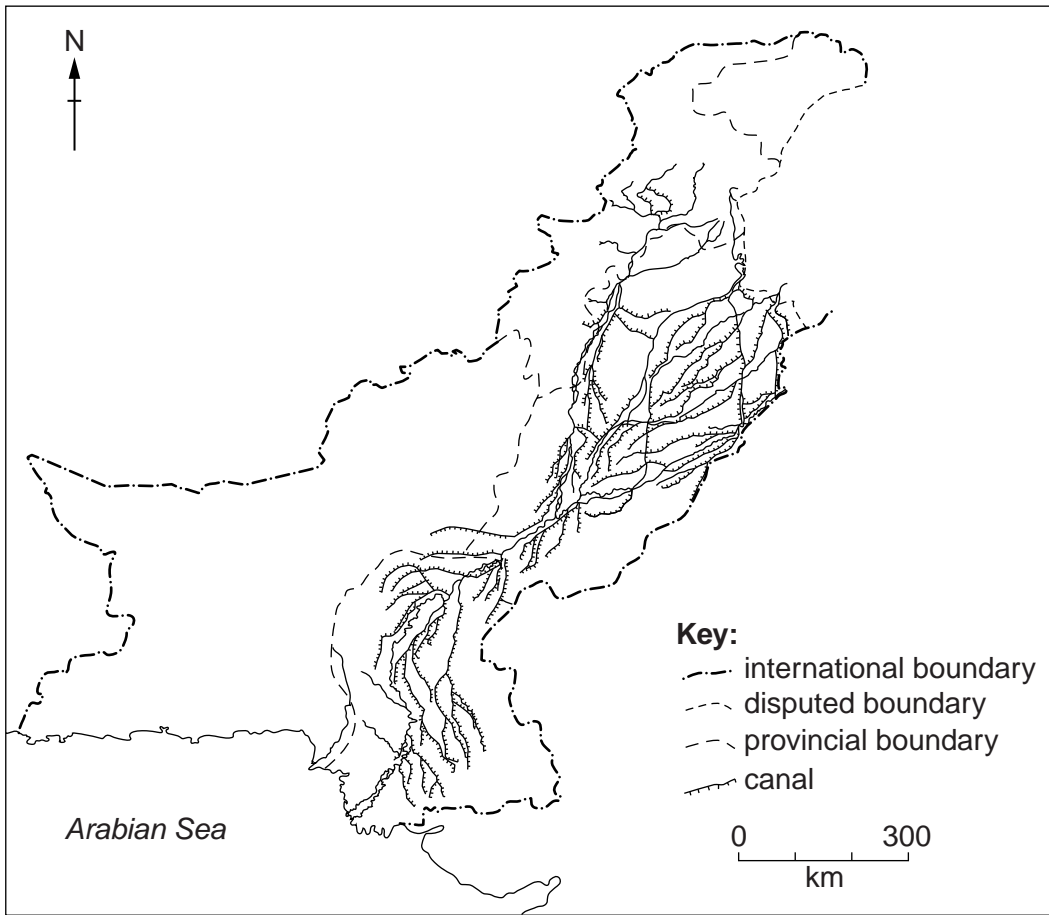 N
Key:
international boundary
disputed boundary
provincial boundary
canal
Arabian Sea
0 300
km